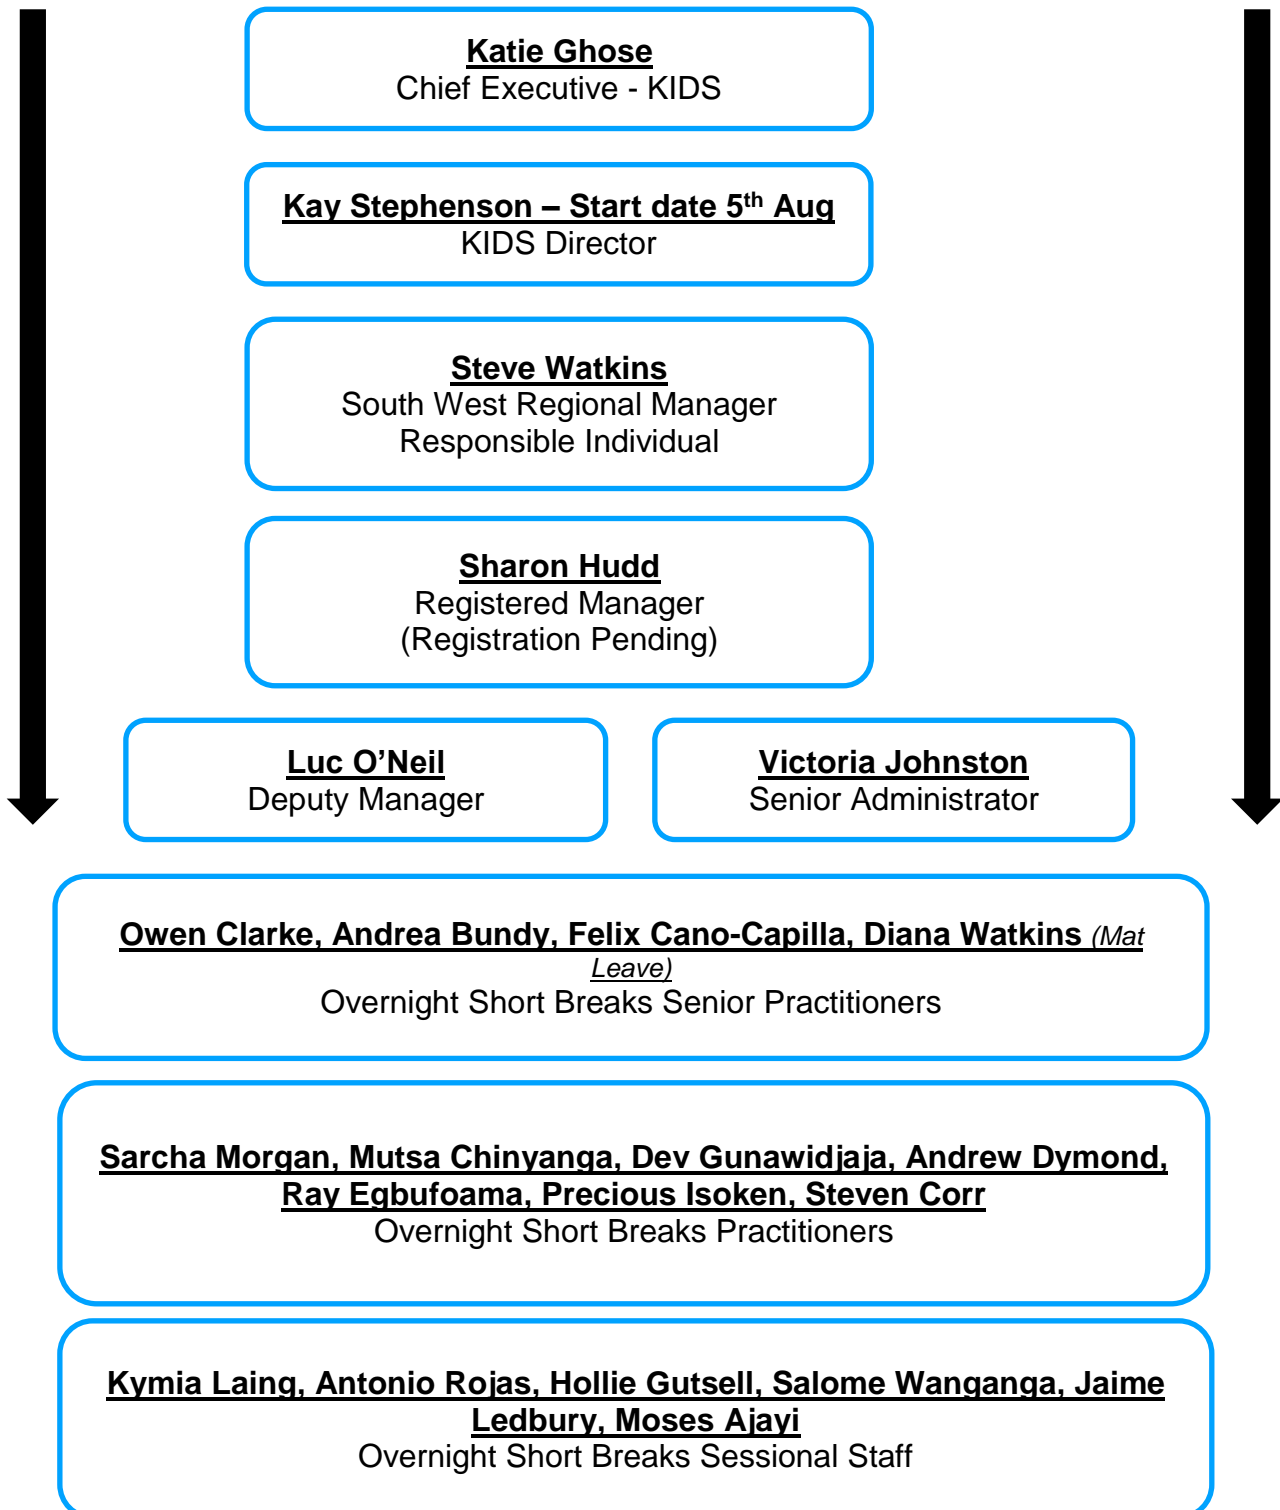 Katie Ghose
Chief Executive - KIDS
Kay Stephenson – Start date 5th Aug
KIDS Director
Steve Watkins
South West Regional Manager
Responsible Individual
Sharon Hudd
Registered Manager
(Registration Pending)
Luc O’Neil
Deputy Manager
Victoria Johnston
Senior Administrator
Owen Clarke, Andrea Bundy, Felix Cano-Capilla, Diana Watkins (Mat
Leave)
Overnight Short Breaks Senior Practitioners
Sarcha Morgan, Mutsa Chinyanga, Dev Gunawidjaja, Andrew Dymond,
Ray Egbufoama, Precious Isoken, Steven Corr
Overnight Short Breaks Practitioners
Kymia Laing, Antonio Rojas, Hollie Gutsell, Salome Wanganga, Jaime
Ledbury, Moses Ajayi
Overnight Short Breaks Sessional Staff